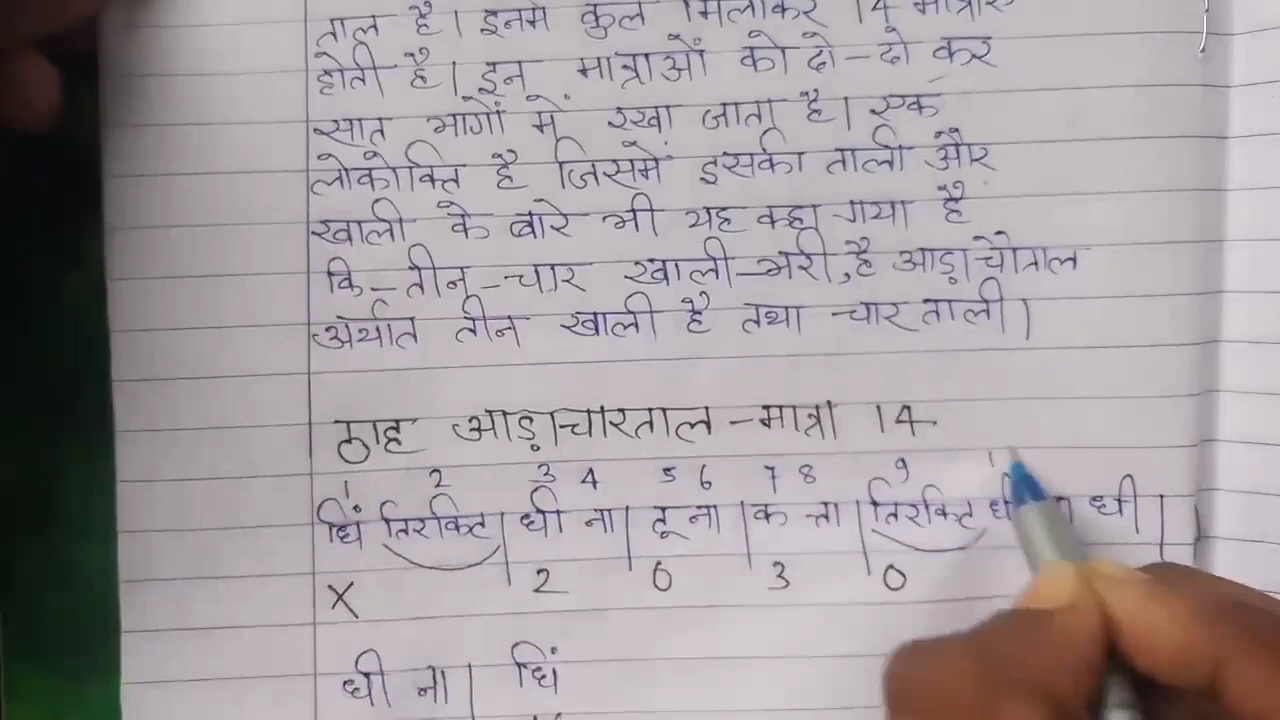 ताल है। इनमे कुल मिलाकर 14 मात्राएं
होती है। इन मात्राओं को दो-दो कर
सात भागों में रखा जाता है। एक
लोकोक्ति है जिसमें इसकी ताली और
खाली के बारे भी यह कहा गया है
कि-तीन-चार खाली-भरी, है आड़ाचौताल
अर्थात तीन खाली है तथा चार ताली।
ठाह आड़ाचारताल-मात्रा 14
1 2 3 4 5 6 7 8 9 1
धिं तिरकिट | धी ना | तू ना | क त्ता | तिरकिट धी धी |
X 2 0 3 0
धी ना | धिं